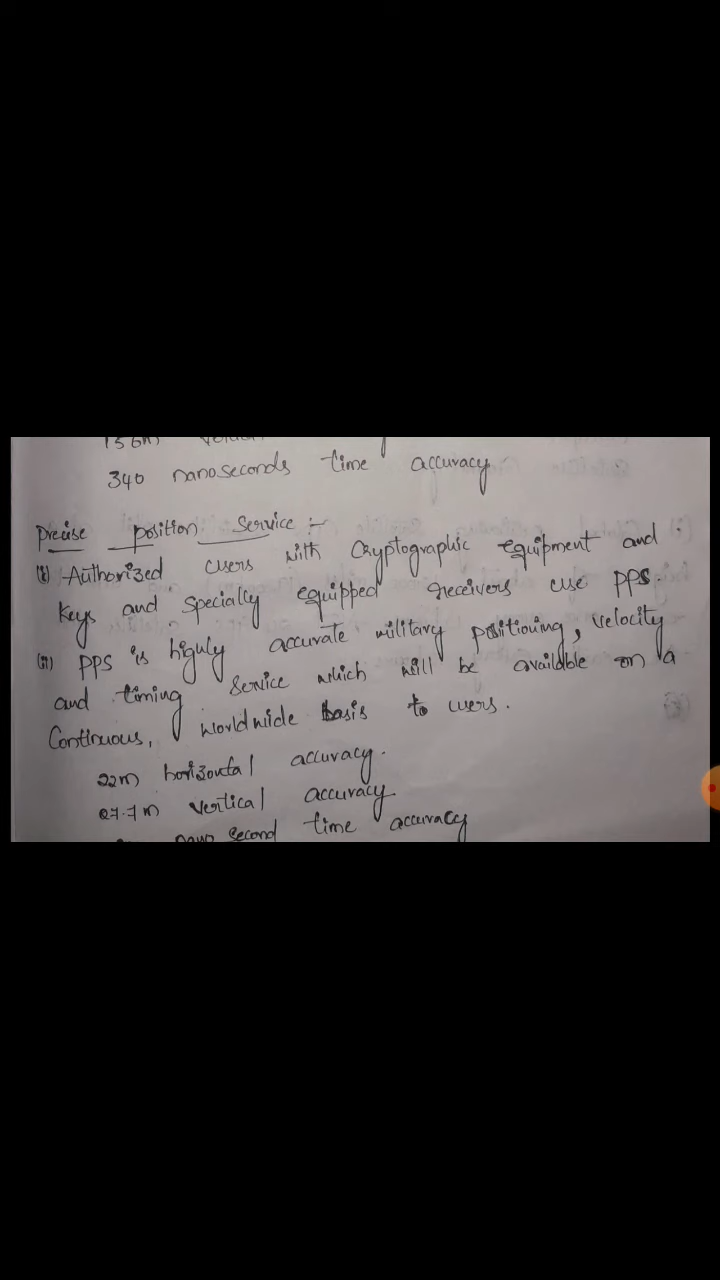 340 nanoseconds time accuracy
Precise position Service :-
(i) Authorized users with Cryptographic equipment and
keys and specially equipped receivers use PPS.
(ii) PPS is highly accurate military positioning, velocity
and timing service which will be available on a
Continuous, worldwide basis to users.
22m horizontal accuracy.
27.7m vertical accuracy
second time accuracy